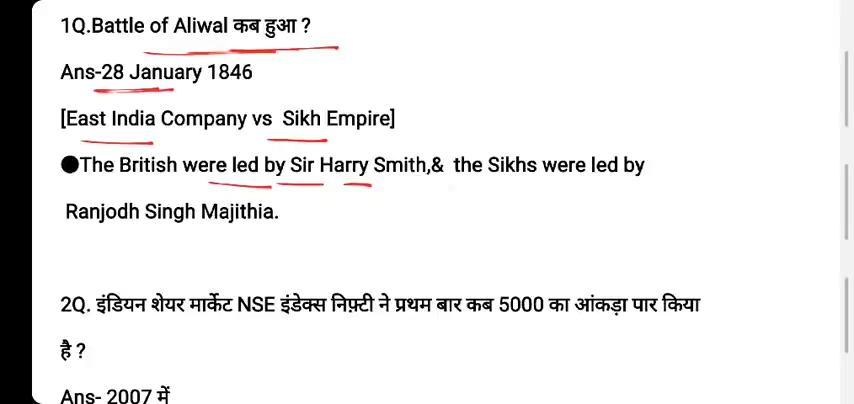 1Q.Battle of Aliwal कब हुआ ?
Ans-28 January 1846
[East India Company vs Sikh Empire]
●The British were led by Sir Harry Smith,& the Sikhs were led by
Ranjodh Singh Majithia.
2Q. इंडियन शेयर मार्केट NSE इंडेक्स निफ़्टी ने प्रथम बार कब 5000 का आंकड़ा पार किया
है ?
Ans- 2007 में